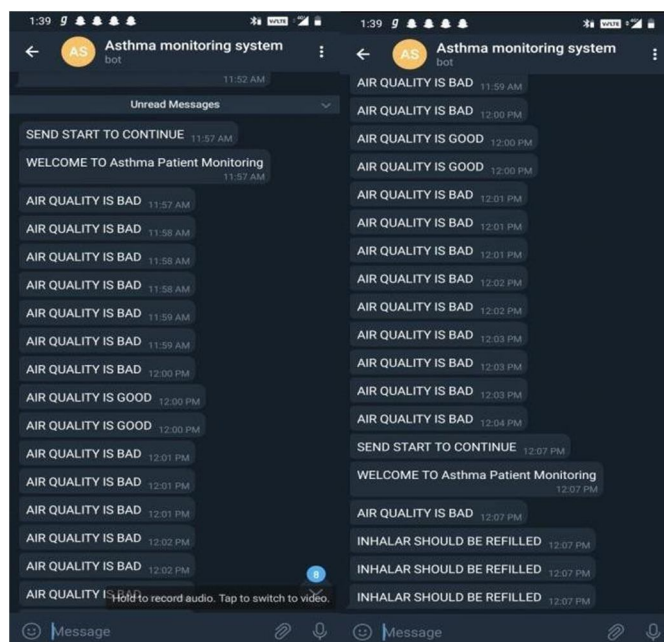 1:39
Asthma monitoring system
AS
bot
11:52 AM
Unread Messages
SEND START TO CONTINUE 11:57 AM
WELCOME TO Asthma Patient Monitoring
11:57 AM
AIR QUALITY IS BAD 11:57 AM
AIR QUALITY IS BAD 11:58 AM
AIR QUALITY IS BAD 11:58 AM
AIR QUALITY IS BAD 11:58 AM
AIR QUALITY IS BAD 11:59 AM
AIR QUALITY IS BAD 11:59 AM
AIR QUALITY IS BAD 12:00 PM
AIR QUALITY IS GOOD 12:00 PM
AIR QUALITY IS GOOD 12:00 PM
AIR QUALITY IS BAD 12:01 PM
AIR QUALITY IS BAD 12:01 PM
AIR QUALITY IS BAD 12:01 PM
AIR QUALITY IS BAD 12:02 PM
AIR QUALITY IS BAD 12:02 PM
8
AIR QUALITY IS BAD
Hold to record audio. Tap to switch to video.
Message
1:39
Asthma monitoring system
AS
bot
AIR QUALITY IS BAD 11:59 AM
AIR QUALITY IS BAD 12:00 PM
AIR QUALITY IS GOOD 12:00 PM
AIR QUALITY IS GOOD 12:00 PM
AIR QUALITY IS BAD 12:01 PM
AIR QUALITY IS BAD 12:01 PM
AIR QUALITY IS BAD 12:01 PM
AIR QUALITY IS BAD 12:02 PM
AIR QUALITY IS BAD 12:02 PM
AIR QUALITY IS BAD 12:03 PM
AIR QUALITY IS BAD 12:03 PM
AIR QUALITY IS BAD 12:03 PM
AIR QUALITY IS BAD 12:04 PM
SEND START TO CONTINUE 12:07 PM
WELCOME TO Asthma Patient Monitoring
12:07 PM
AIR QUALITY IS BAD 12:07 PM
INHALAR SHOULD BE REFILLED 12:07 PM
INHALAR SHOULD BE REFILLED 12:07 PM
INHALAR SHOULD BE REFILLED 12:07 PM
Message